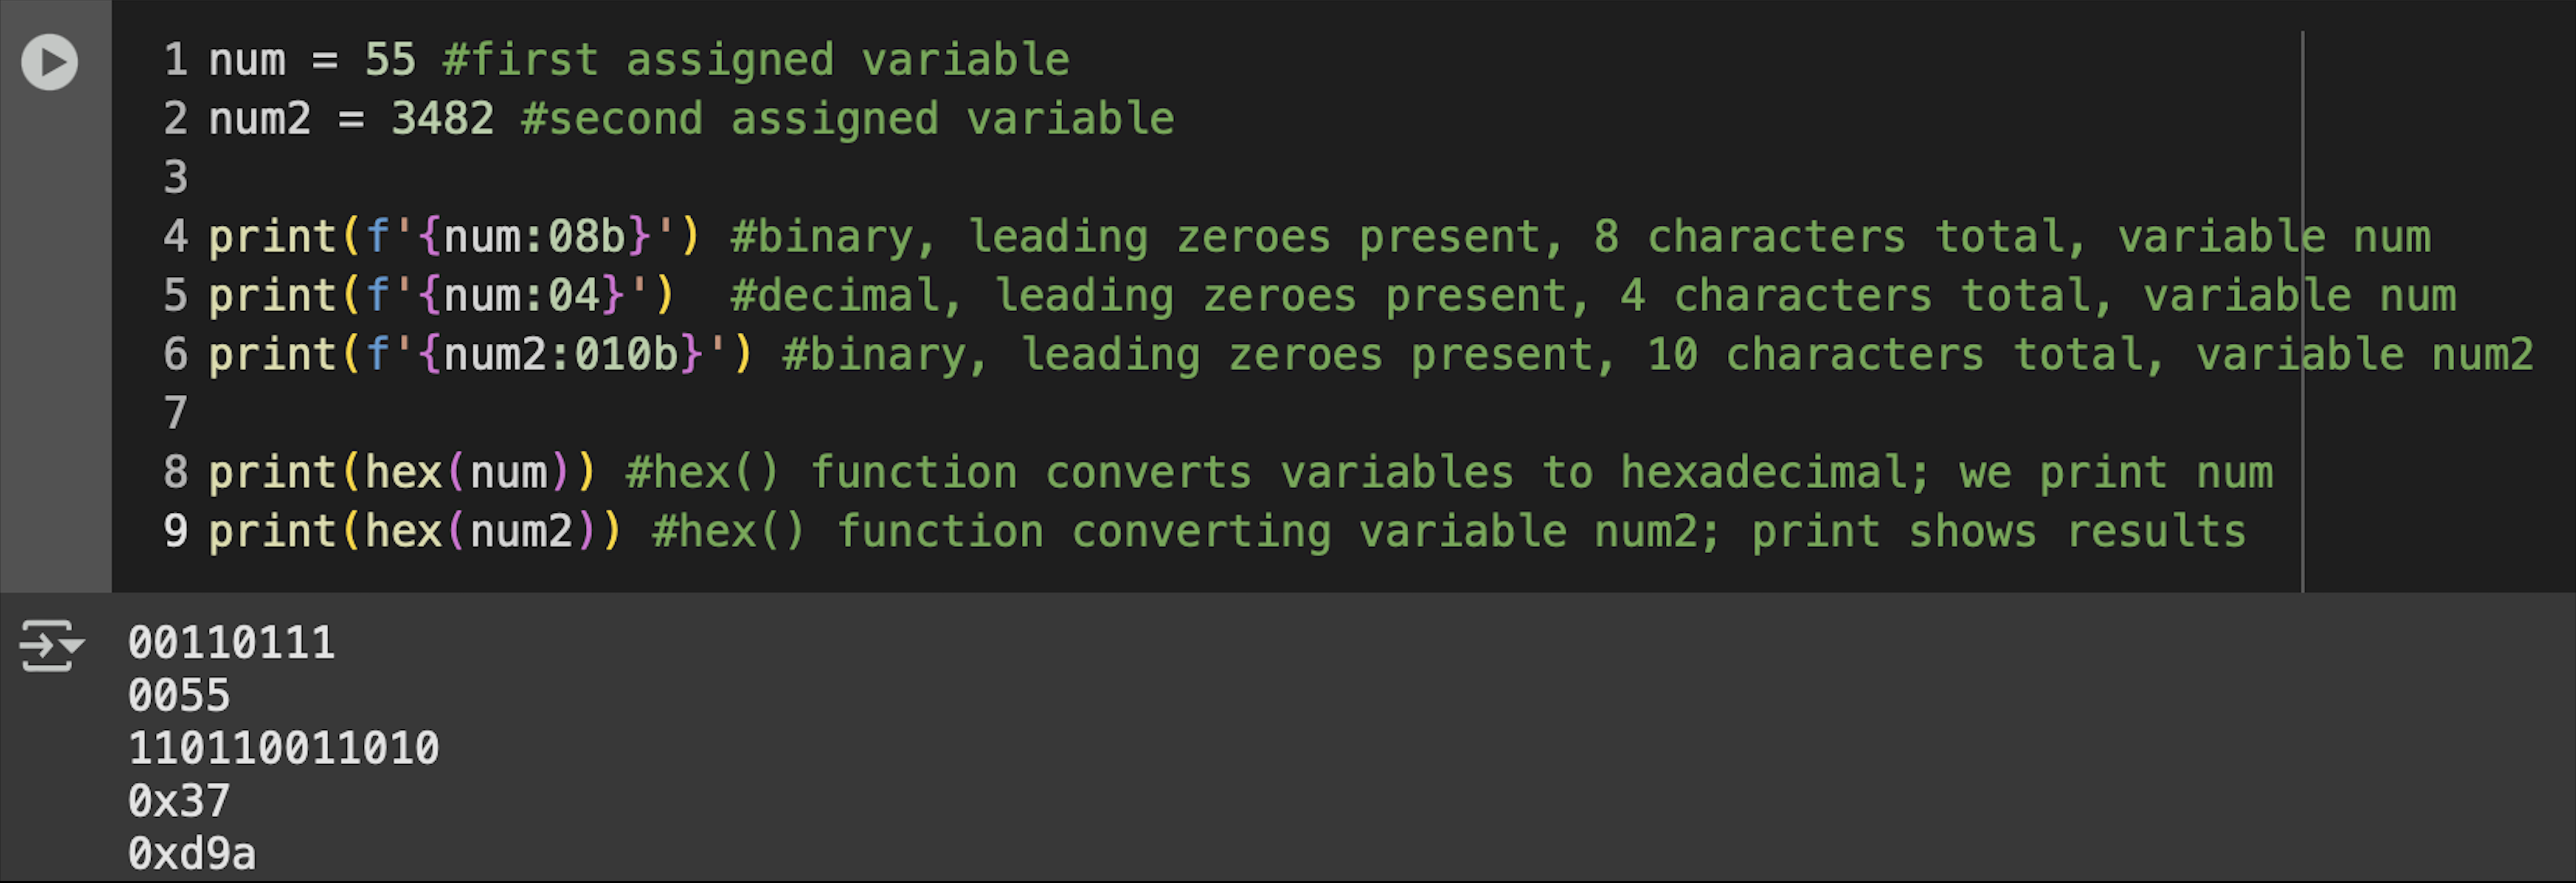 1 num = 55 #first assigned variable
2 num2 = 3482 #second assigned variable
3
4 print(f'{num:08b}') #binary, leading zeroes present, 8 characters total, variable num
5 print(f'{num:04}')  #decimal, leading zeroes present, 4 characters total, variable num
6 print(f'{num2:010b}') #binary, leading zeroes present, 10 characters total, variable num2
7
8 print(hex(num)) #hex() function converts variables to hexadecimal; we print num
9 print(hex(num2)) #hex() function converting variable num2; print shows results
00110111
0055
110110011010
0x37
0xd9a